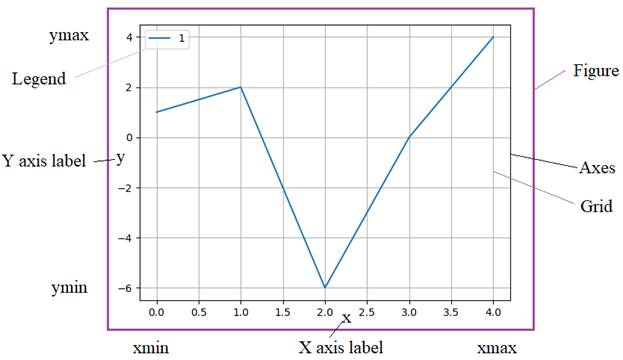 ymax
4
1
Legend
Figure
2
0
Y axis label
y
Axes
−2
Grid
−4
ymin
−6
0.0 0.5 1.0 1.5 2.0 2.5 3.0 3.5 4.0
x
xmin X axis label xmax